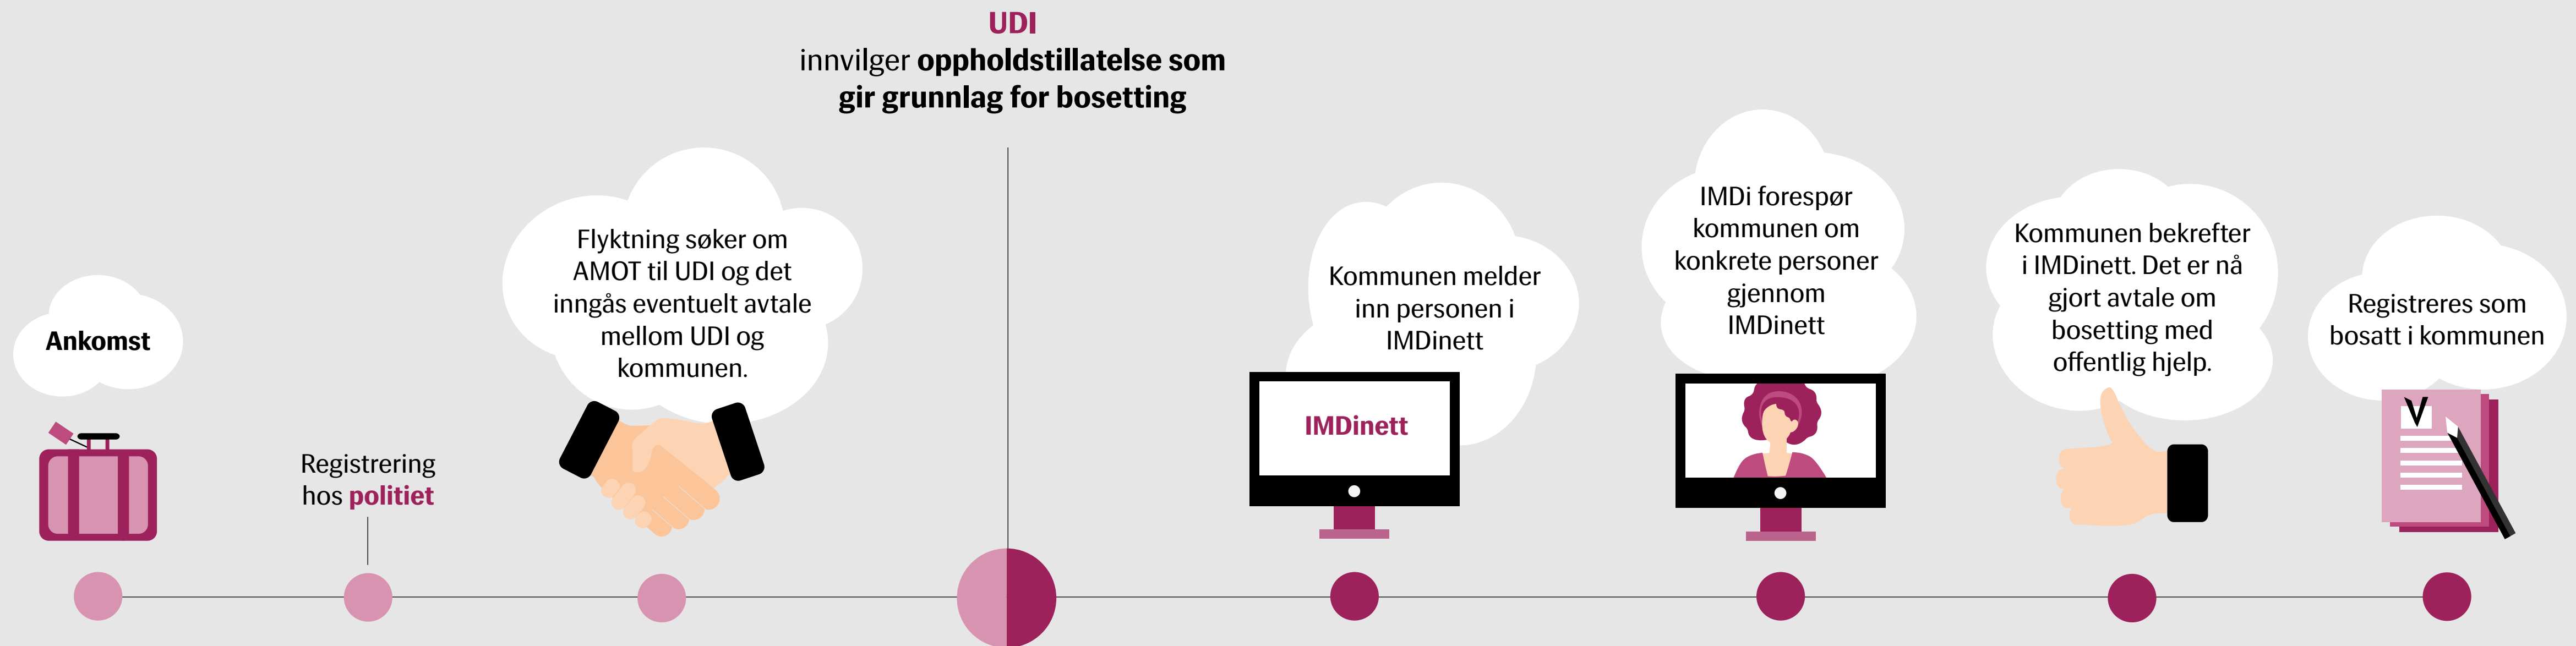 Ankomst
Registrering
hos politiet
Flyktning søker om
AMOT til UDI og det
inngås eventuelt avtale
mellom UDI og
kommunen.
UDI
innvilger oppholdstillatelse som
gir grunnlag for bosetting
Kommunen melder
inn personen i
IMDinett
IMDinett
IMDi forespør
kommunen om
konkrete personer
gjennom
IMDinett
Kommunen bekrefter
i IMDinett. Det er nå
gjort avtale om
bosetting med
offentlig hjelp.
Registreres som
bosatt i kommunen